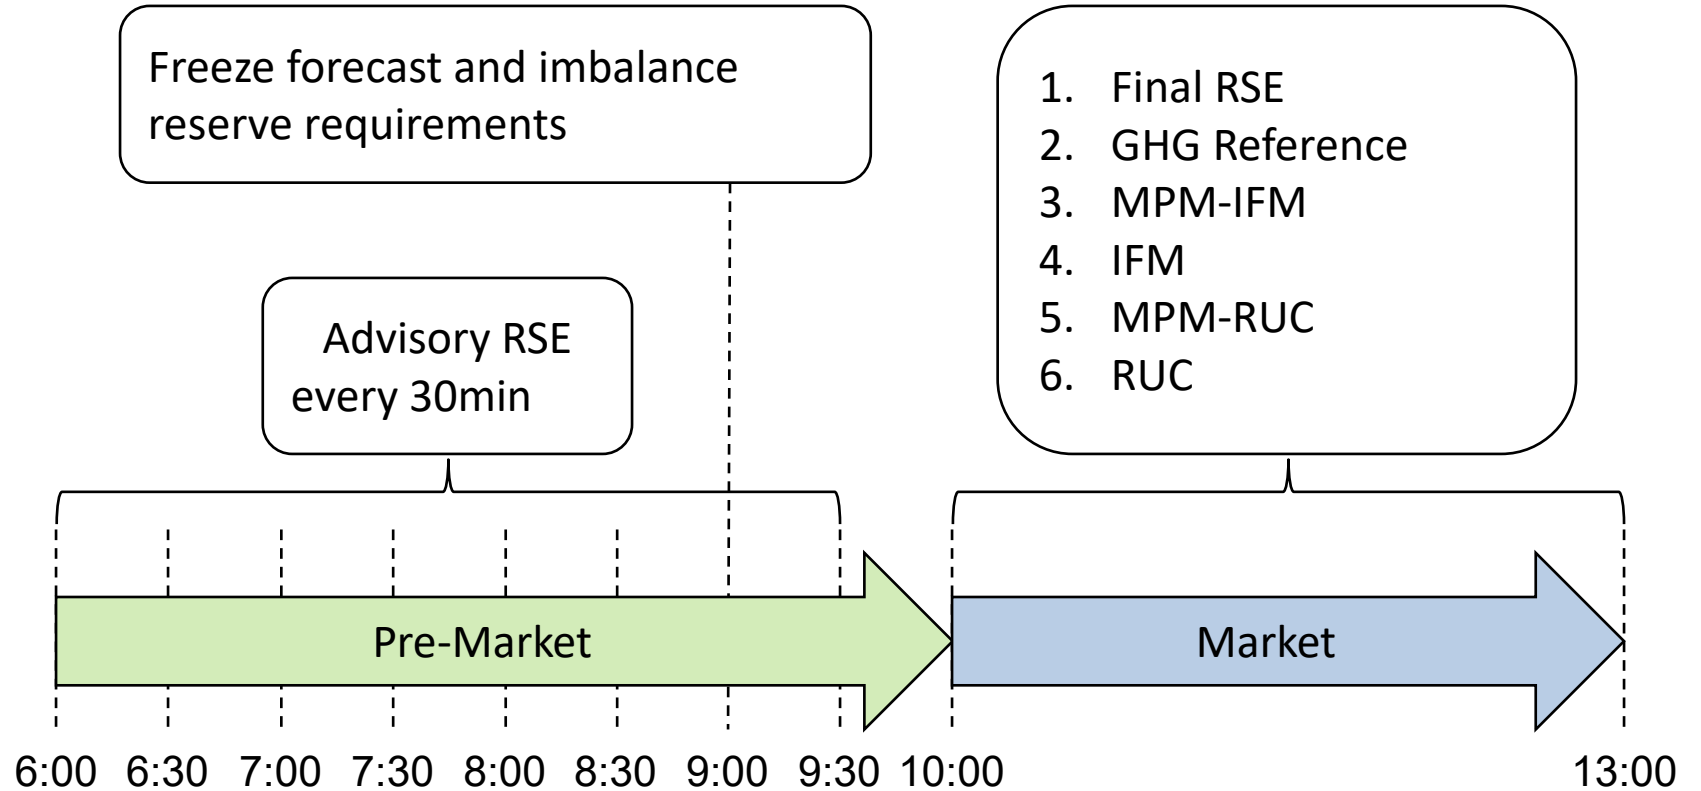 Freeze forecast and imbalance
reserve requirements
1. Final RSE
2. GHG Reference
3. MPM-IFM
4. IFM
5. MPM-RUC
6. RUC
Advisory RSE
every 30min
Pre-Market
Market
6:00 6:30 7:00 7:30 8:00 8:30 9:00 9:30 10:00 13:00